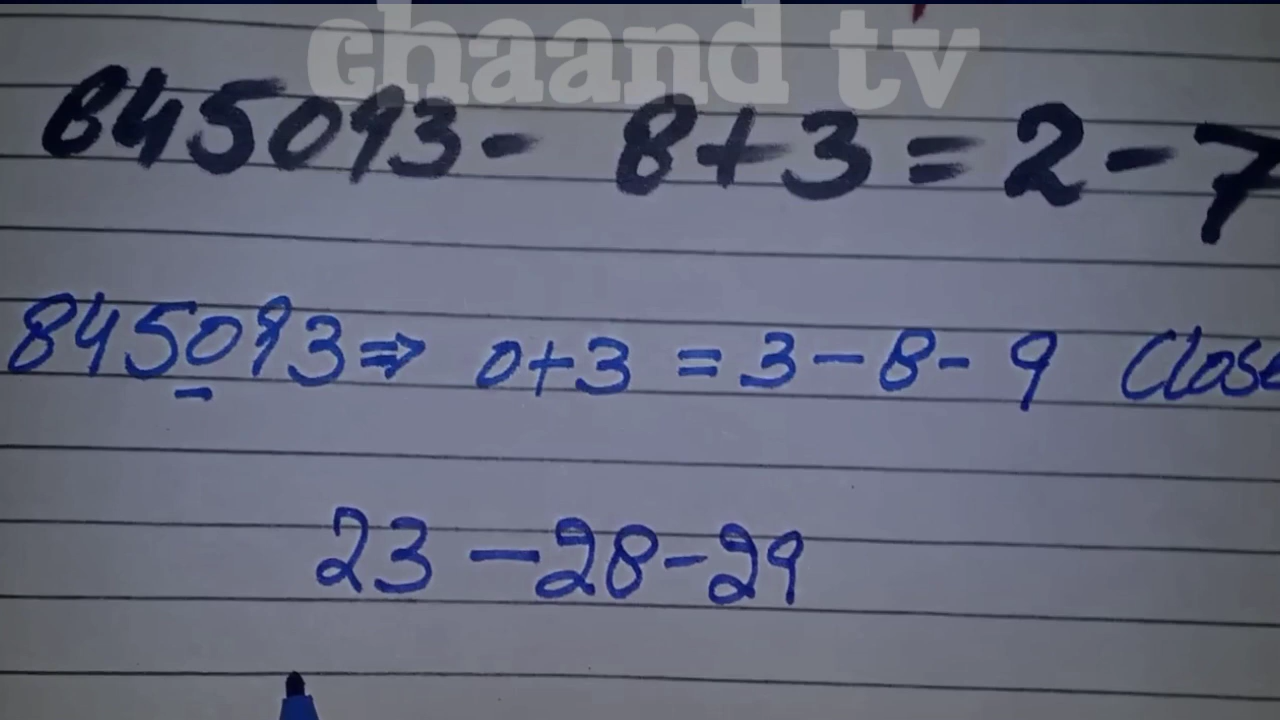 chaand tv
845093- 8+3=2-7
845093⇒ 0+3 = 3-8-9 Close
23-28-29